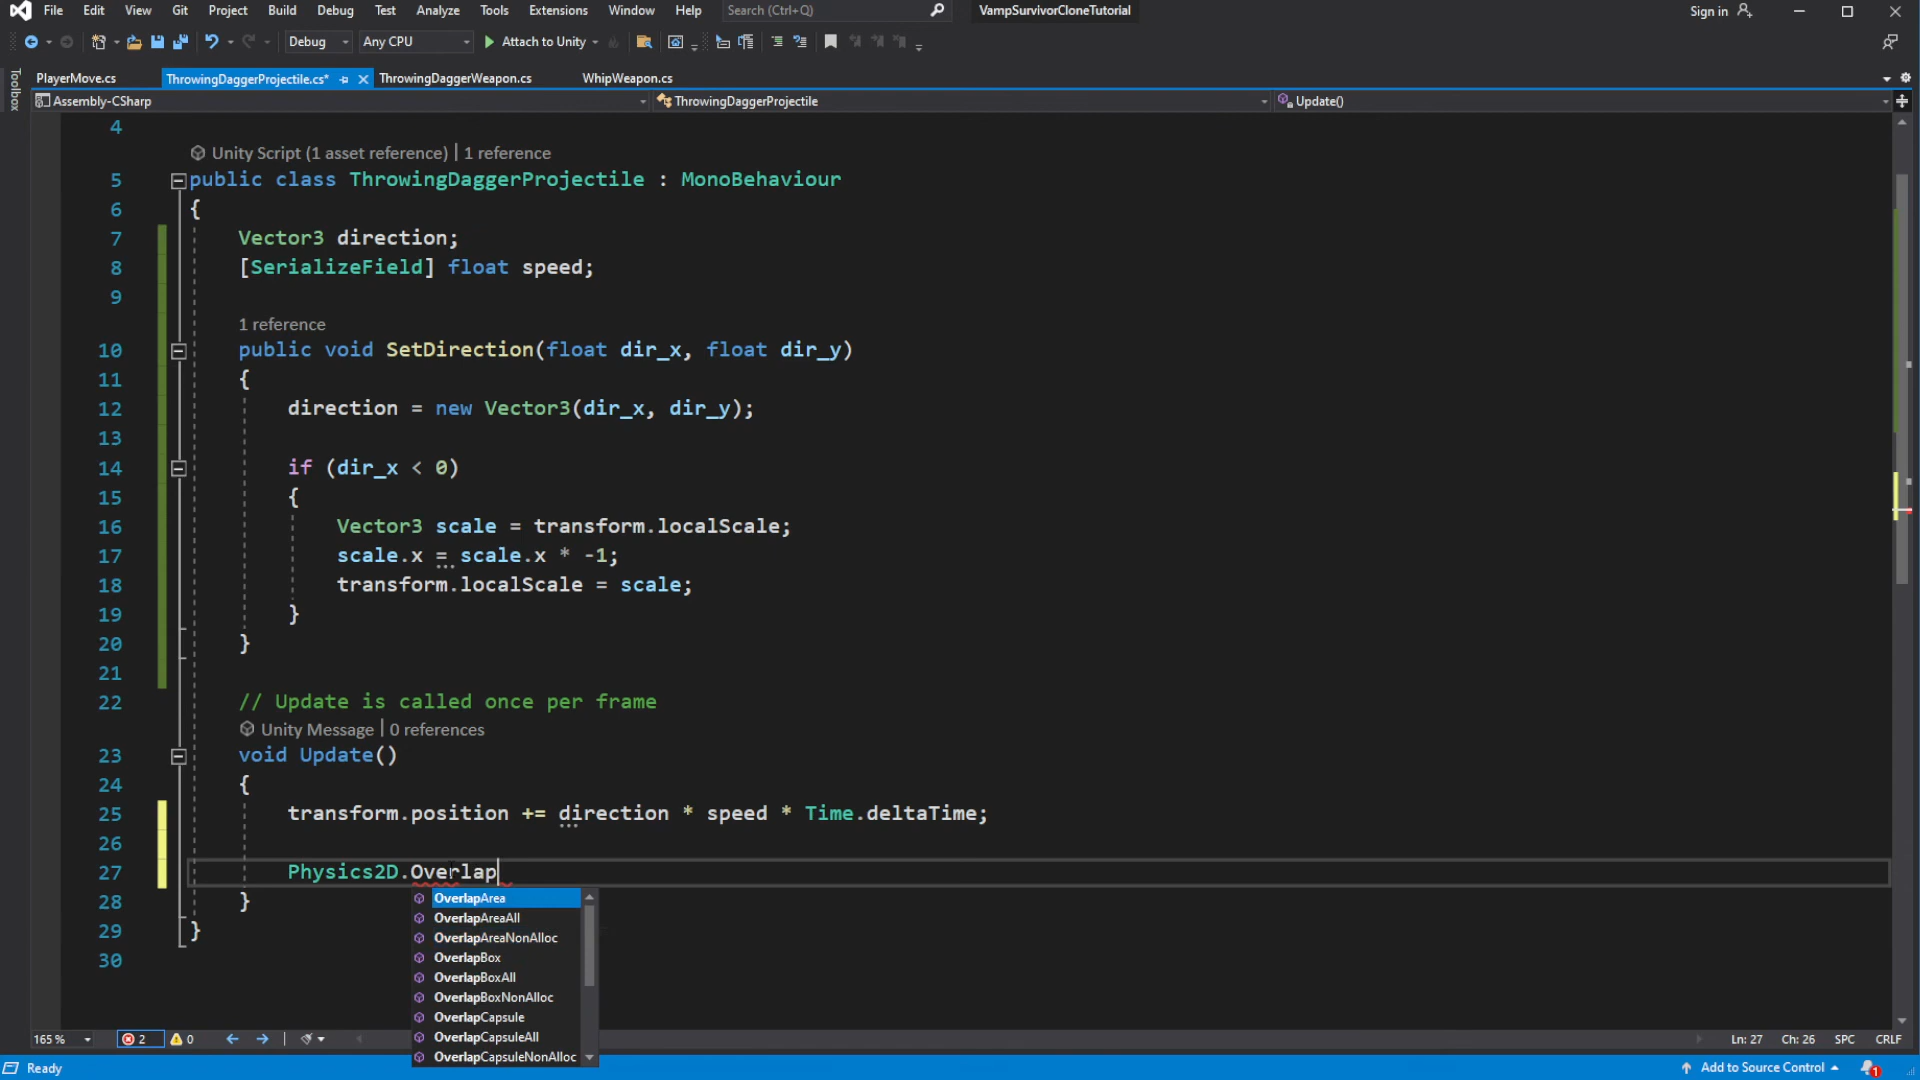 File Edit View Git Project Build Debug Test Analyze Tools Extensions Window Help Search (Ctrl+Q) VampSurvivorCloneTutorial Sign in
Debug Any CPU Attach to Unity
Toolbox
PlayerMove.cs ThrowingDaggerProjectile.cs* ThrowingDaggerWeapon.cs WhipWeapon.cs
Assembly-CSharp ThrowingDaggerProjectile Update()
4
Unity Script (1 asset reference) | 1 reference
5 public class ThrowingDaggerProjectile : MonoBehaviour
6 {
7 Vector3 direction;
8 [SerializeField] float speed;
9
1 reference
10 public void SetDirection(float dir_x, float dir_y)
11 {
12 direction = new Vector3(dir_x, dir_y);
13
14 if (dir_x < 0)
15 {
16 Vector3 scale = transform.localScale;
17 scale.x = scale.x * -1;
18 transform.localScale = scale;
19 }
20 }
21
22 // Update is called once per frame
Unity Message | 0 references
23 void Update()
24 {
25 transform.position += direction * speed * Time.deltaTime;
26
27 Physics2D.Overlap
28 }
29 }
30
OverlapArea
OverlapAreaAll
OverlapAreaNonAlloc
OverlapBox
OverlapBoxAll
OverlapBoxNonAlloc
OverlapCapsule
OverlapCapsuleAll
OverlapCapsuleNonAlloc
165 % 2 0 Ln: 27 Ch: 26 SPC CRLF
Ready Add to Source Control 1